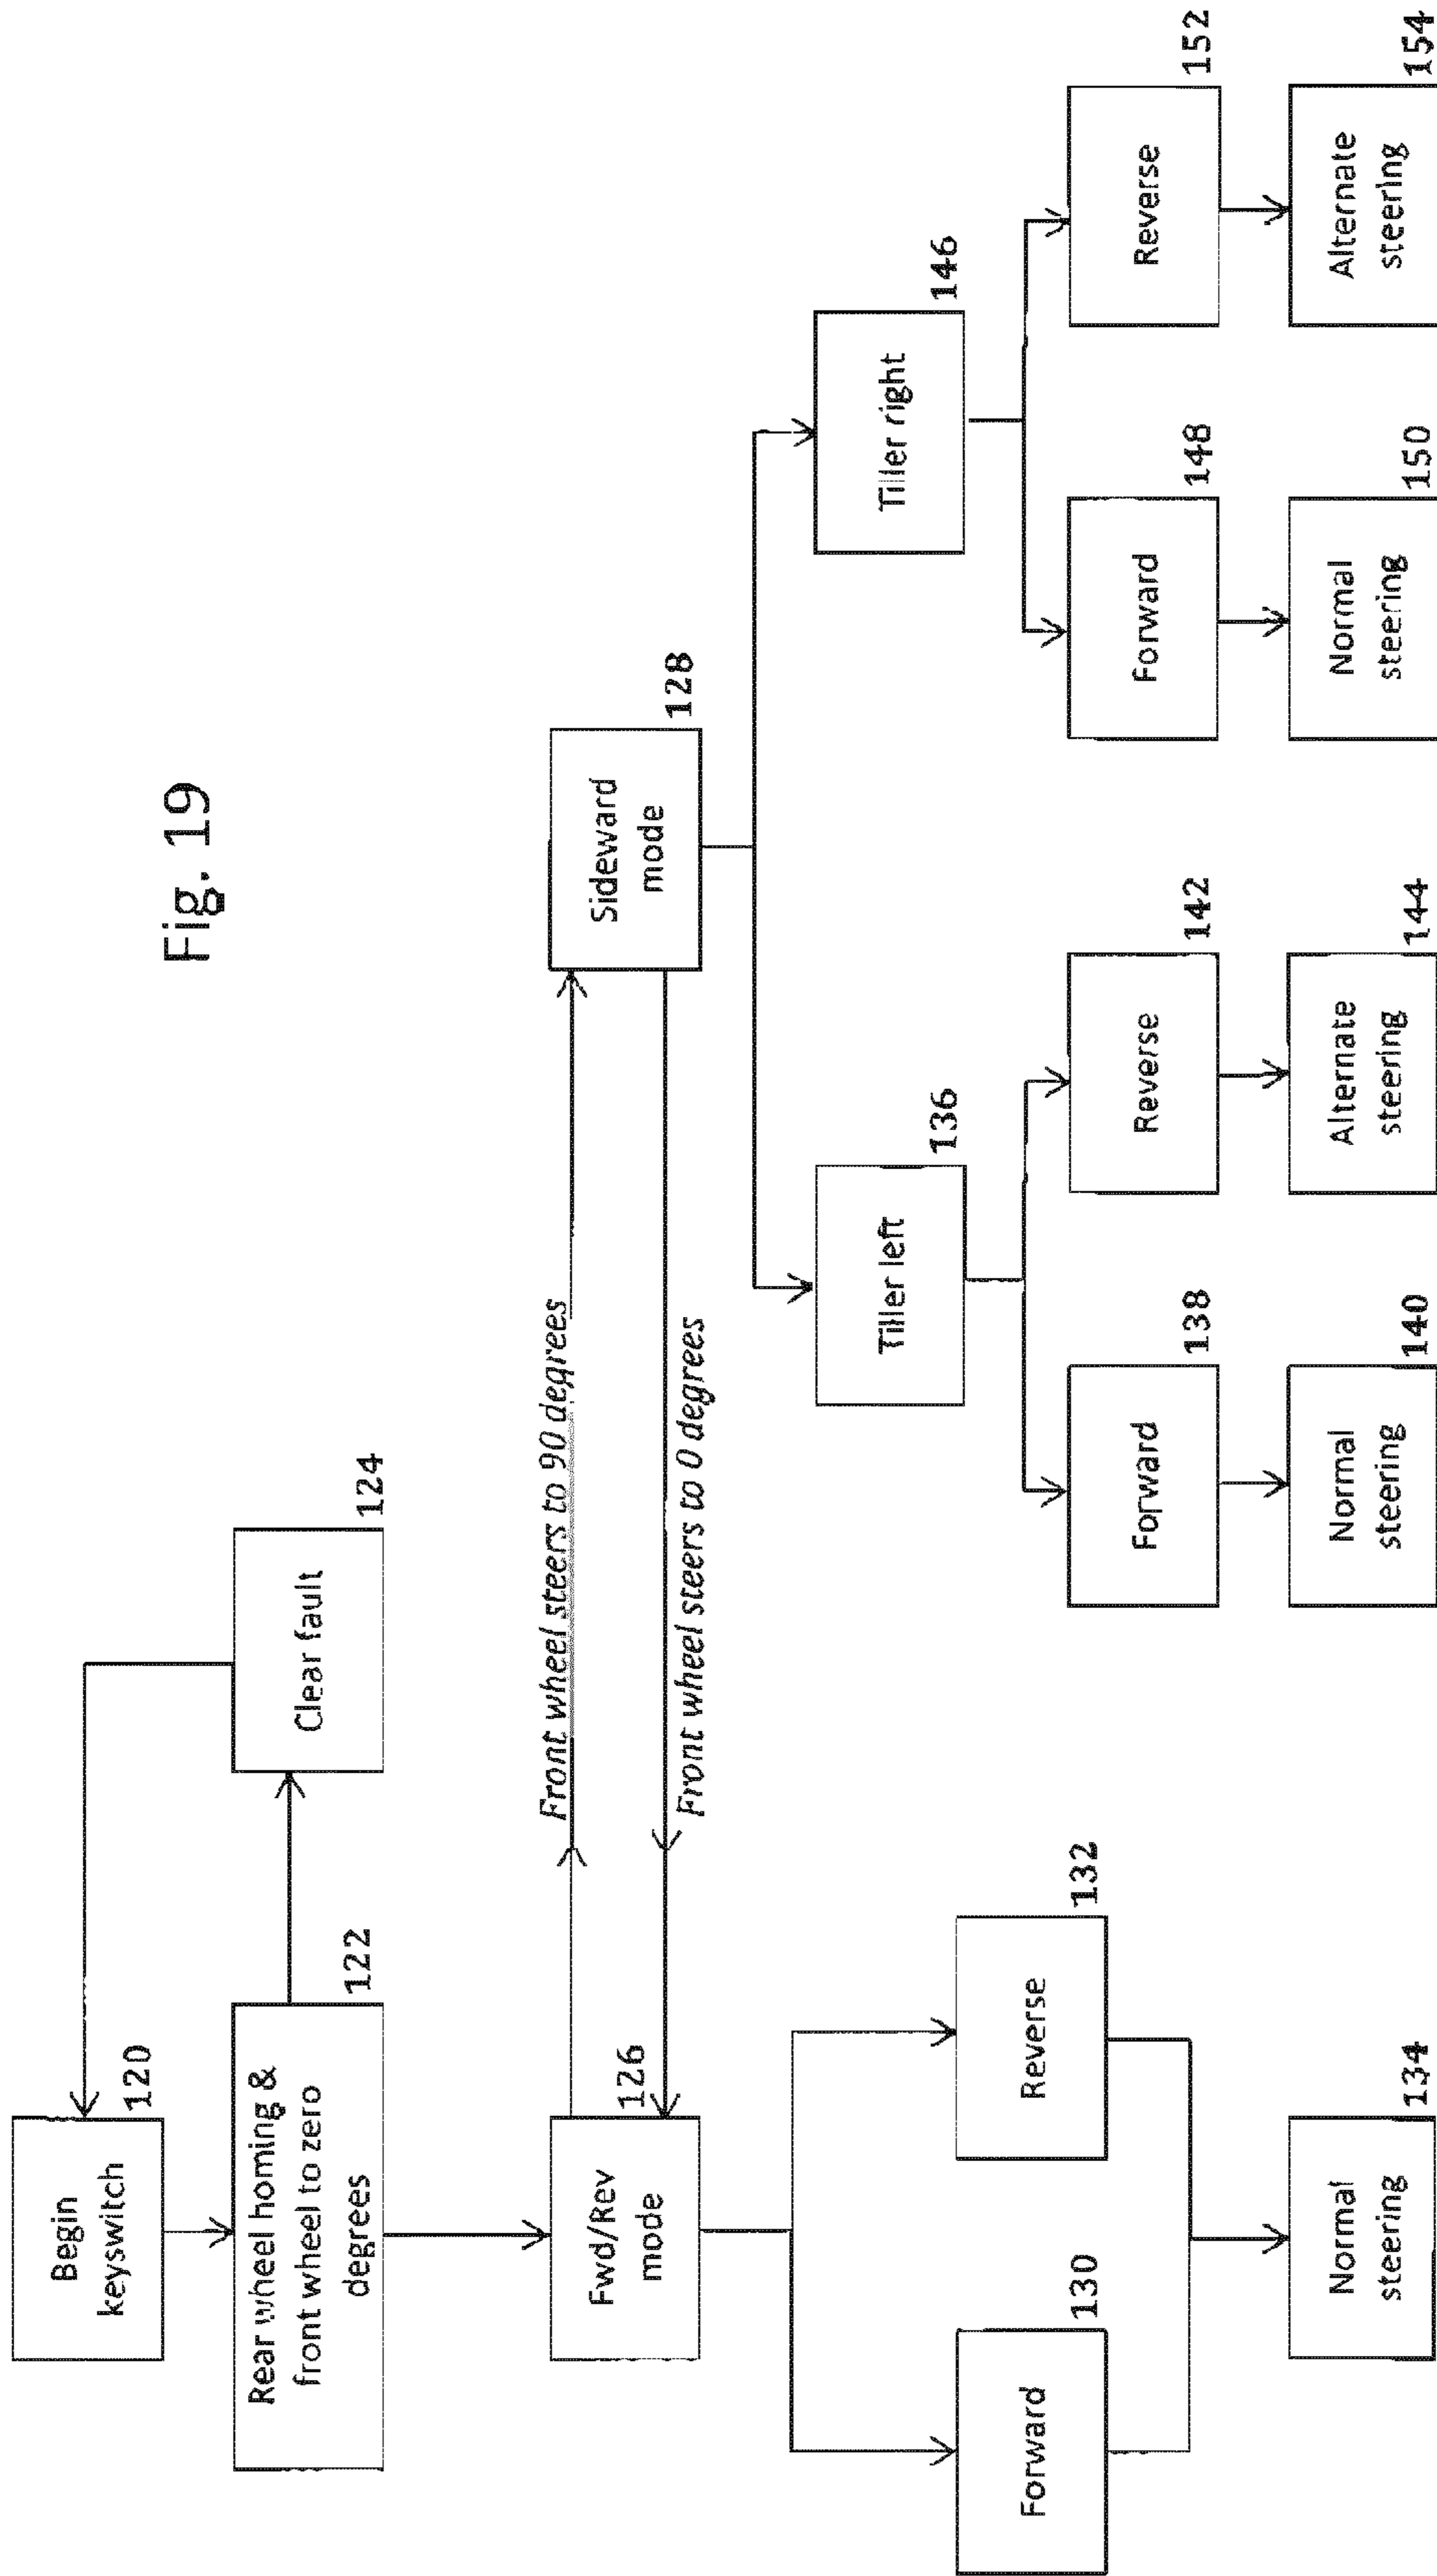 Fig. 19
Begin
keyswitch
120
Rear wheel homing &
front wheel to zero
degrees
122
Clear fault
124
Fwd/Rev
mode
126
Front wheel steers to 90 degrees
Front wheel steers to 0 degrees
Sideward
mode
128
Forward
130
Reverse
132
Normal
steering
134
Tiller left
136
Forward
138
Normal
steering
140
Reverse
142
Alternate
steering
144
Tiller right
146
Forward
148
Normal
steering
150
Reverse
152
Alternate
steering
154